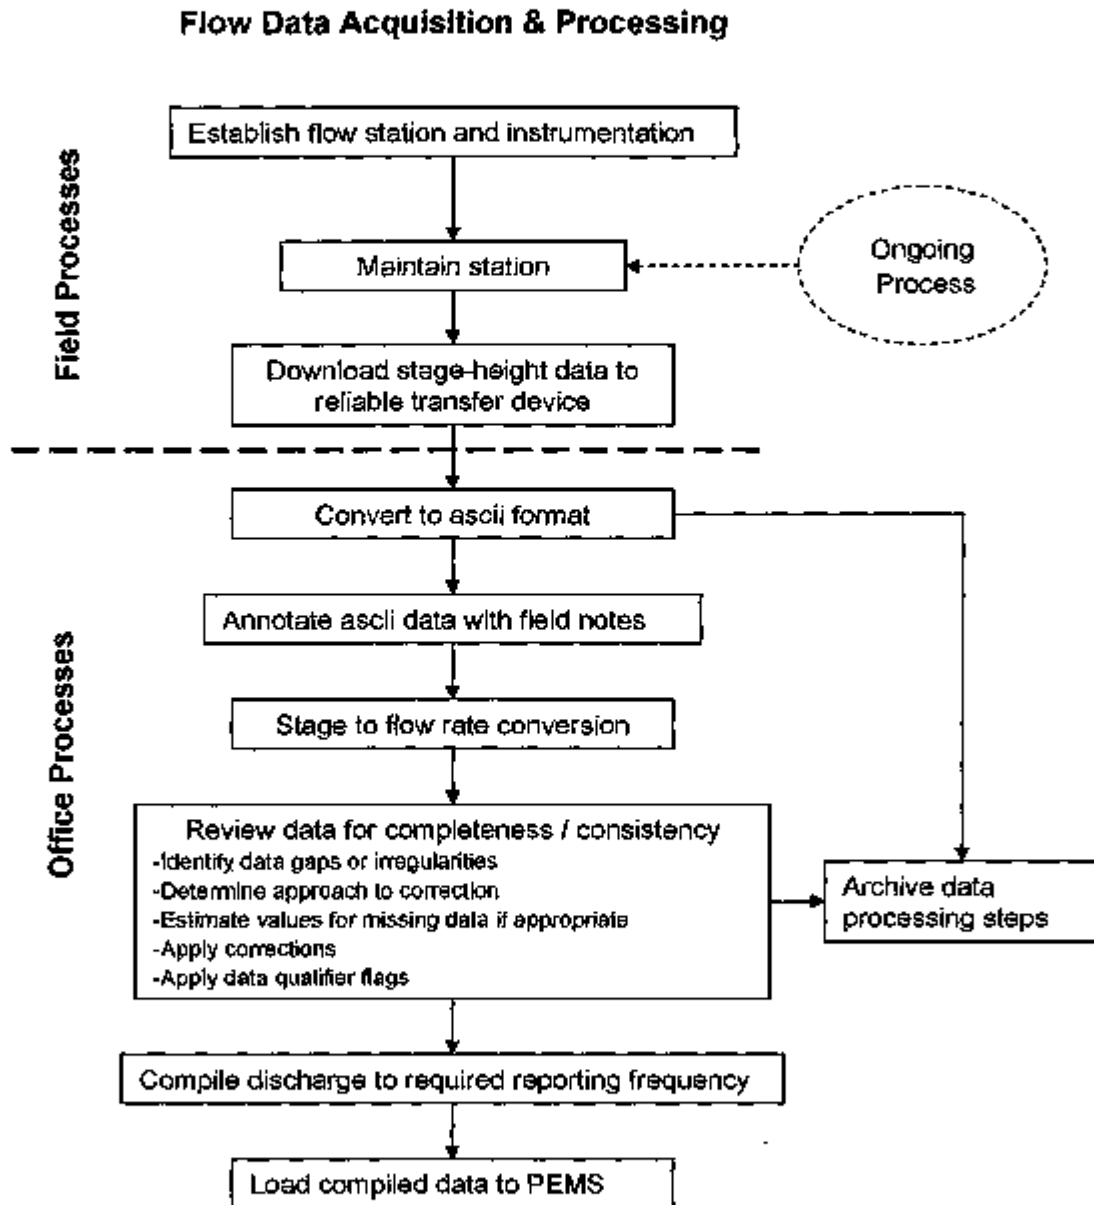 Flow Data Acquisition & Processing
Establish flow station and instrumentation
Field Processes
Maintain station
Ongoing
Process
Download stage-height data to
reliable transfer device
Convert to ascii format
Annotate ascii data with field notes
Stage to flow rate conversion
Office Processes
Review data for completeness / consistency
-Identify data gaps or irregularities
-Determine approach to correction
-Estimate values for missing data if appropriate
-Apply corrections
-Apply data qualifier flags
Archive data
processing steps
Compile discharge to required reporting frequency
Load compiled data to PEMS